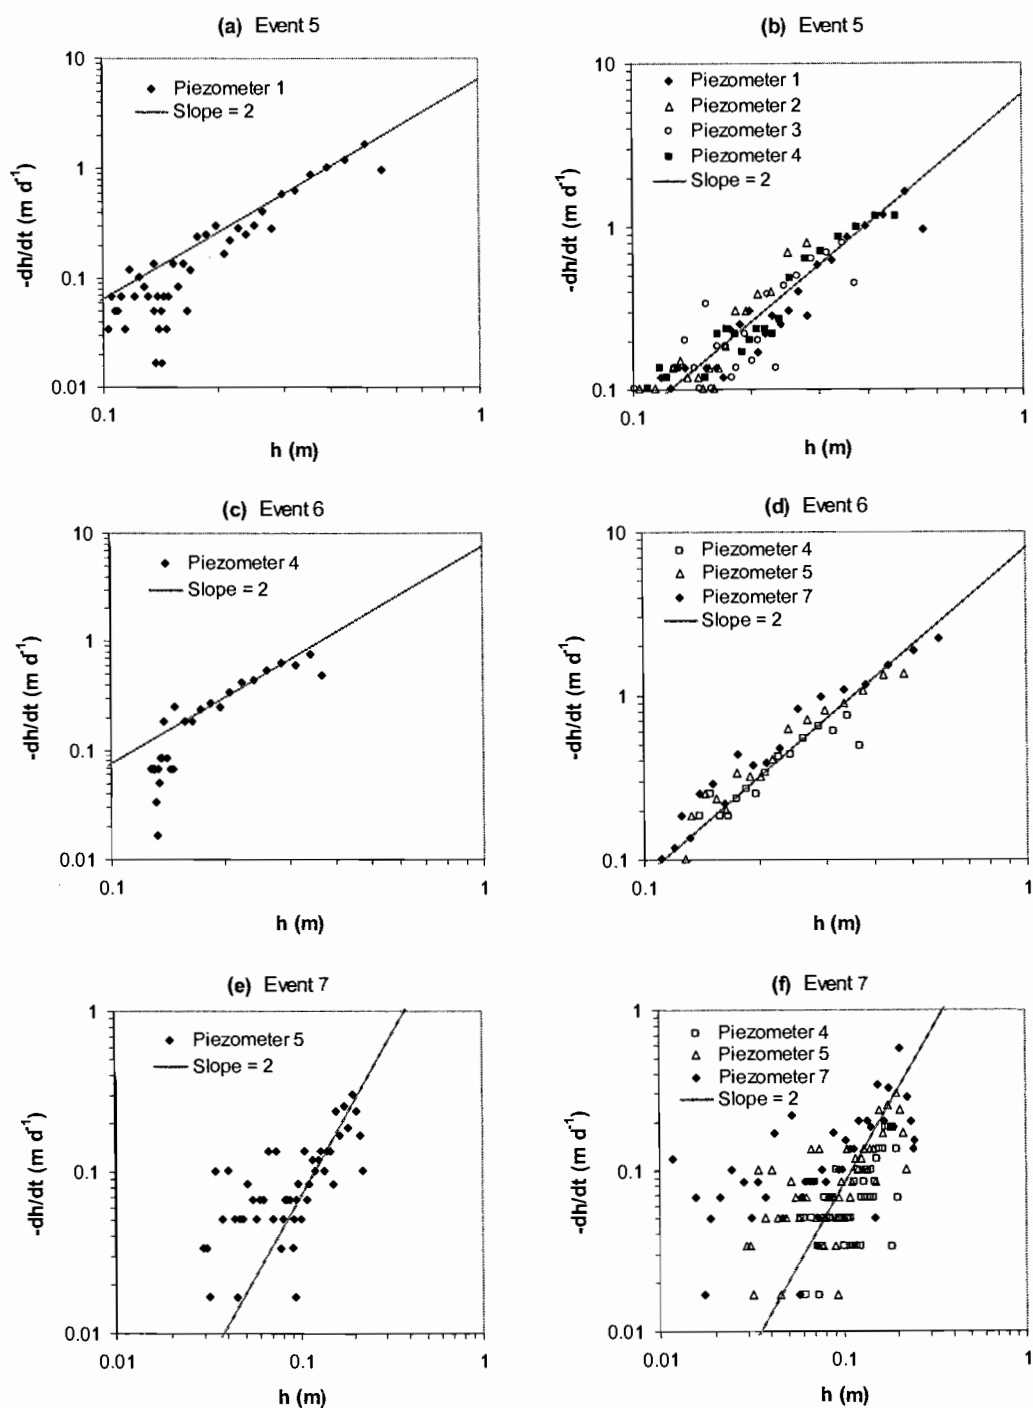 (a) Event 5
10
1
0.1
0.01
-dh/dt (m d-1)
Piezometer 1
Slope = 2
0.1
1
h (m)
(b) Event 5
10
1
0.1
-dh/dt (m d-1)
Piezometer 1
Piezometer 2
Piezometer 3
Piezometer 4
Slope = 2
0.1
1
h (m)
(c) Event 6
10
1
0.1
0.01
-dh/dt (m d-1)
Piezometer 4
Slope = 2
0.1
1
h (m)
(d) Event 6
10
1
0.1
-dh/dt (m d-1)
Piezometer 4
Piezometer 5
Piezometer 7
Slope = 2
0.1
1
h (m)
(e) Event 7
1
0.1
0.01
-dh/dt (m d-1)
Piezometer 5
Slope = 2
0.01
0.1
1
h (m)
(f) Event 7
1
0.1
0.01
-dh/dt (m d-1)
Piezometer 4
Piezometer 5
Piezometer 7
Slope = 2
0.01
0.1
1
h (m)